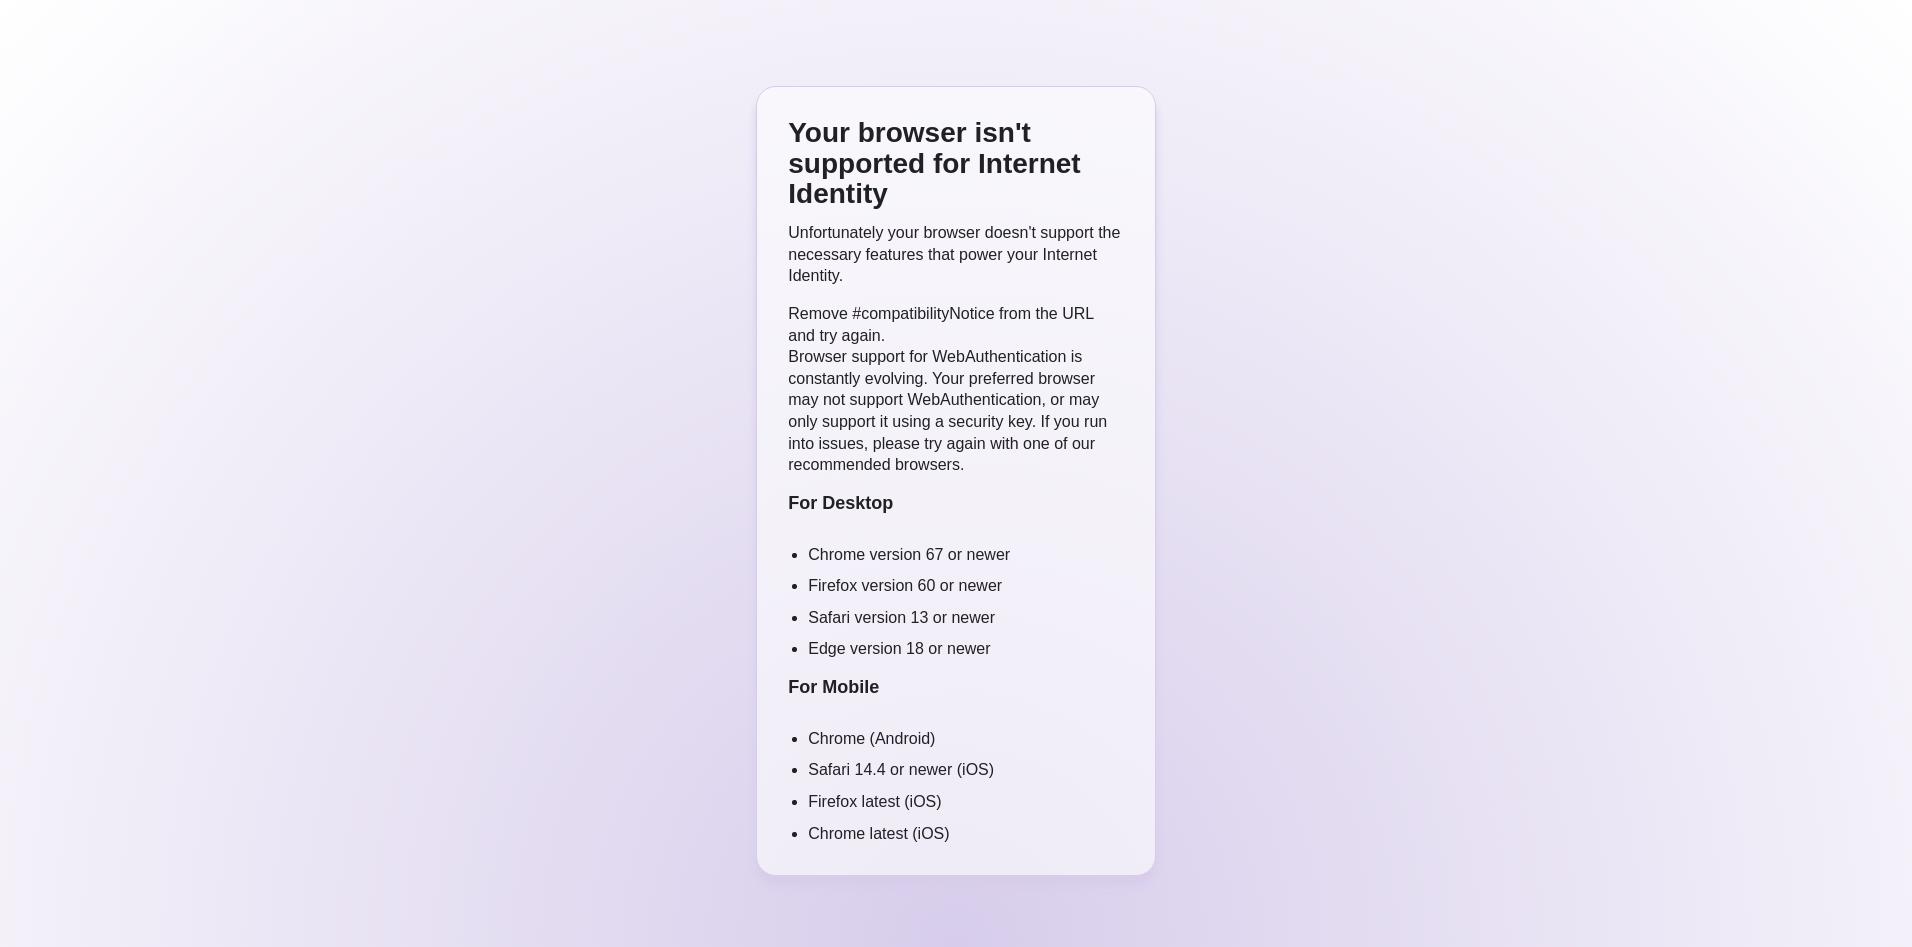 Your browser isn't
supported for Internet
Identity
Unfortunately your browser doesn't support the
necessary features that power your Internet
Identity.
Remove #compatibilityNotice from the URL
and try again.
Browser support for WebAuthentication is
constantly evolving. Your preferred browser
may not support WebAuthentication, or may
only support it using a security key. If you run
into issues, please try again with one of our
recommended browsers.
For Desktop
• Chrome version 67 or newer
• Firefox version 60 or newer
• Safari version 13 or newer
• Edge version 18 or newer
For Mobile
• Chrome (Android)
• Safari 14.4 or newer (iOS)
• Firefox latest (iOS)
• Chrome latest (iOS)